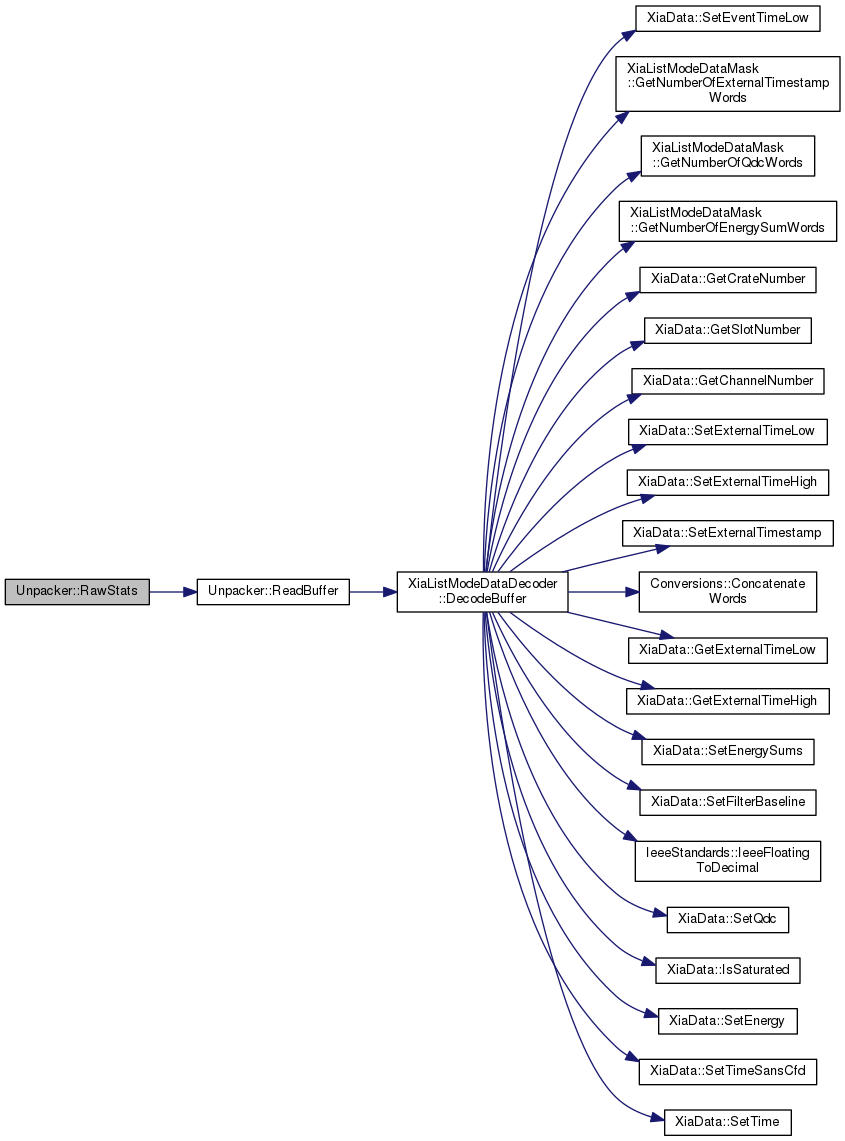 XiaData::SetEventTimeLow
XiaListModeDataMask
::GetNumberOfExternalTimestamp
Words
XiaListModeDataMask
::GetNumberOfQdcWords
XiaListModeDataMask
::GetNumberOfEnergySumWords
XiaData::GetCrateNumber
XiaData::GetSlotNumber
XiaData::GetChannelNumber
XiaData::SetExternalTimeLow
XiaData::SetExternalTimeHigh
XiaData::SetExternalTimestamp
Unpacker::RawStats
Unpacker::ReadBuffer
XiaListModeDataDecoder
::DecodeBuffer
Conversions::Concatenate
Words
XiaData::GetExternalTimeLow
XiaData::GetExternalTimeHigh
XiaData::SetEnergySums
XiaData::SetFilterBaseline
IeeeStandards::IeeeFloating
ToDecimal
XiaData::SetQdc
XiaData::IsSaturated
XiaData::SetEnergy
XiaData::SetTimeSansCfd
XiaData::SetTime